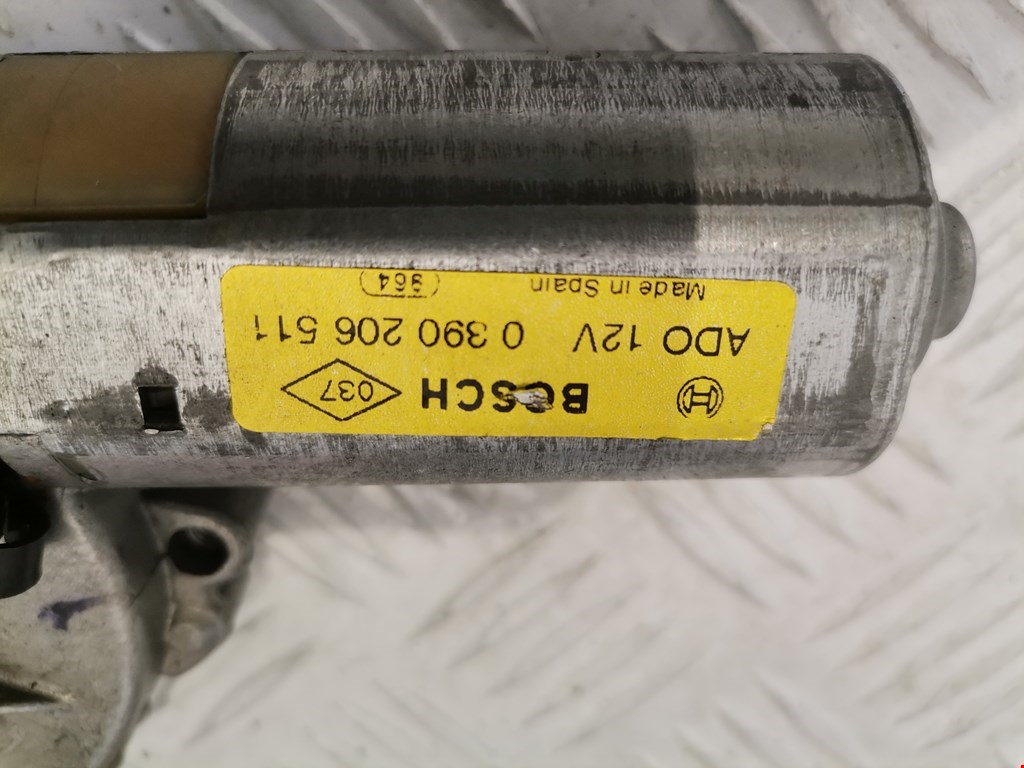 BOSCH 037
ADO 12V 0 390 206 511
Made in Spain 964